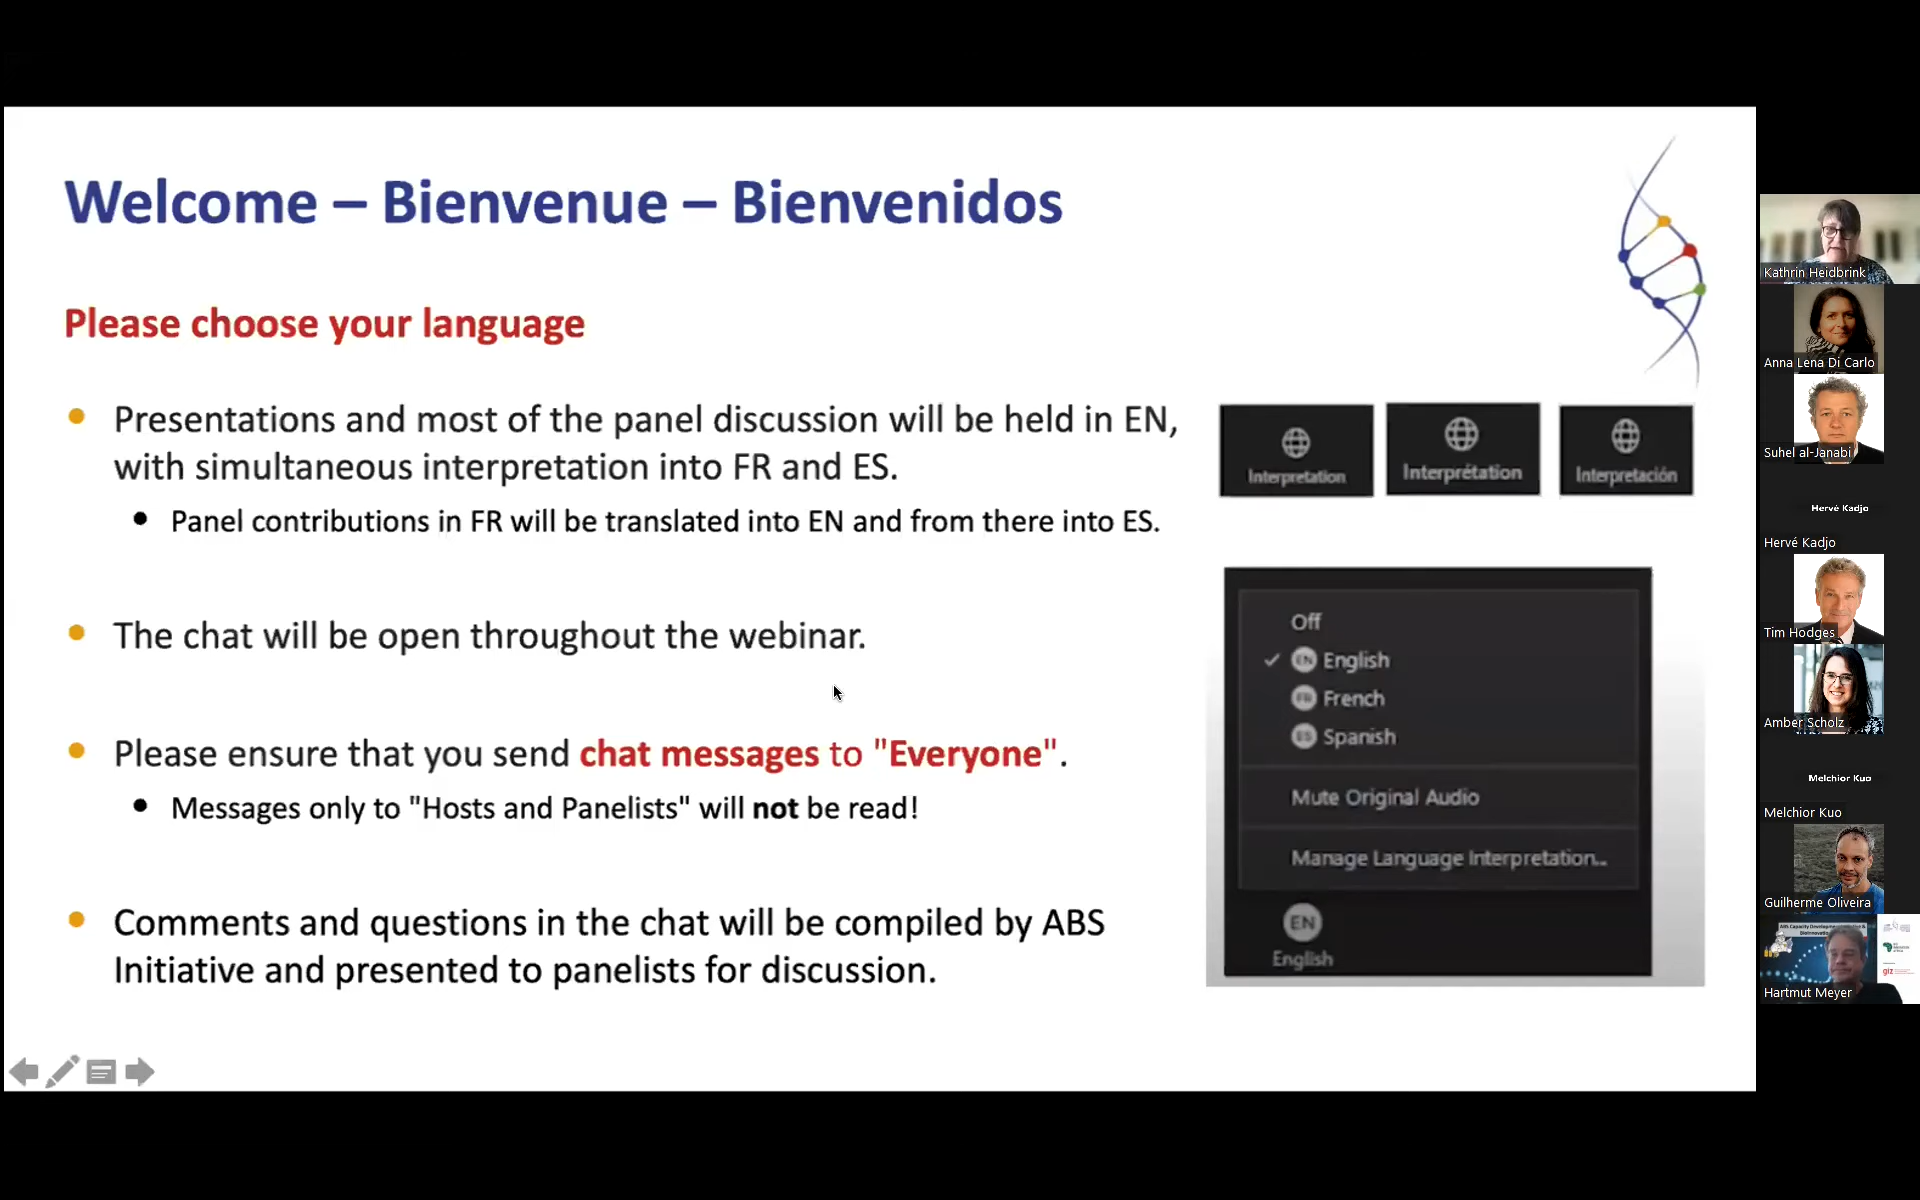 Welcome – Bienvenue – Bienvenidos
Please choose your language
Presentations and most of the panel discussion will be held in EN,
with simultaneous interpretation into FR and ES.
Panel contributions in FR will be translated into EN and from there into ES.
The chat will be open throughout the webinar.
Please ensure that you send chat messages to "Everyone".
Messages only to "Hosts and Panelists" will not be read!
Comments and questions in the chat will be compiled by ABS
Initiative and presented to panelists for discussion.
Interpretation
Interprétation
Interpretación
Off
EN English
French
ES Spanish
Mute Original Audio
Manage Language Interpretation...
EN
English
Kathrin Heidbrink
Anna Lena Di Carlo
Suhel al-Janabi
Hervé Kadjo
Hervé Kadjo
Tim Hodges
Amber Scholz
Melchior Kuo
Melchior Kuo
Guilherme Oliveira
giz
Hartmut Meyer